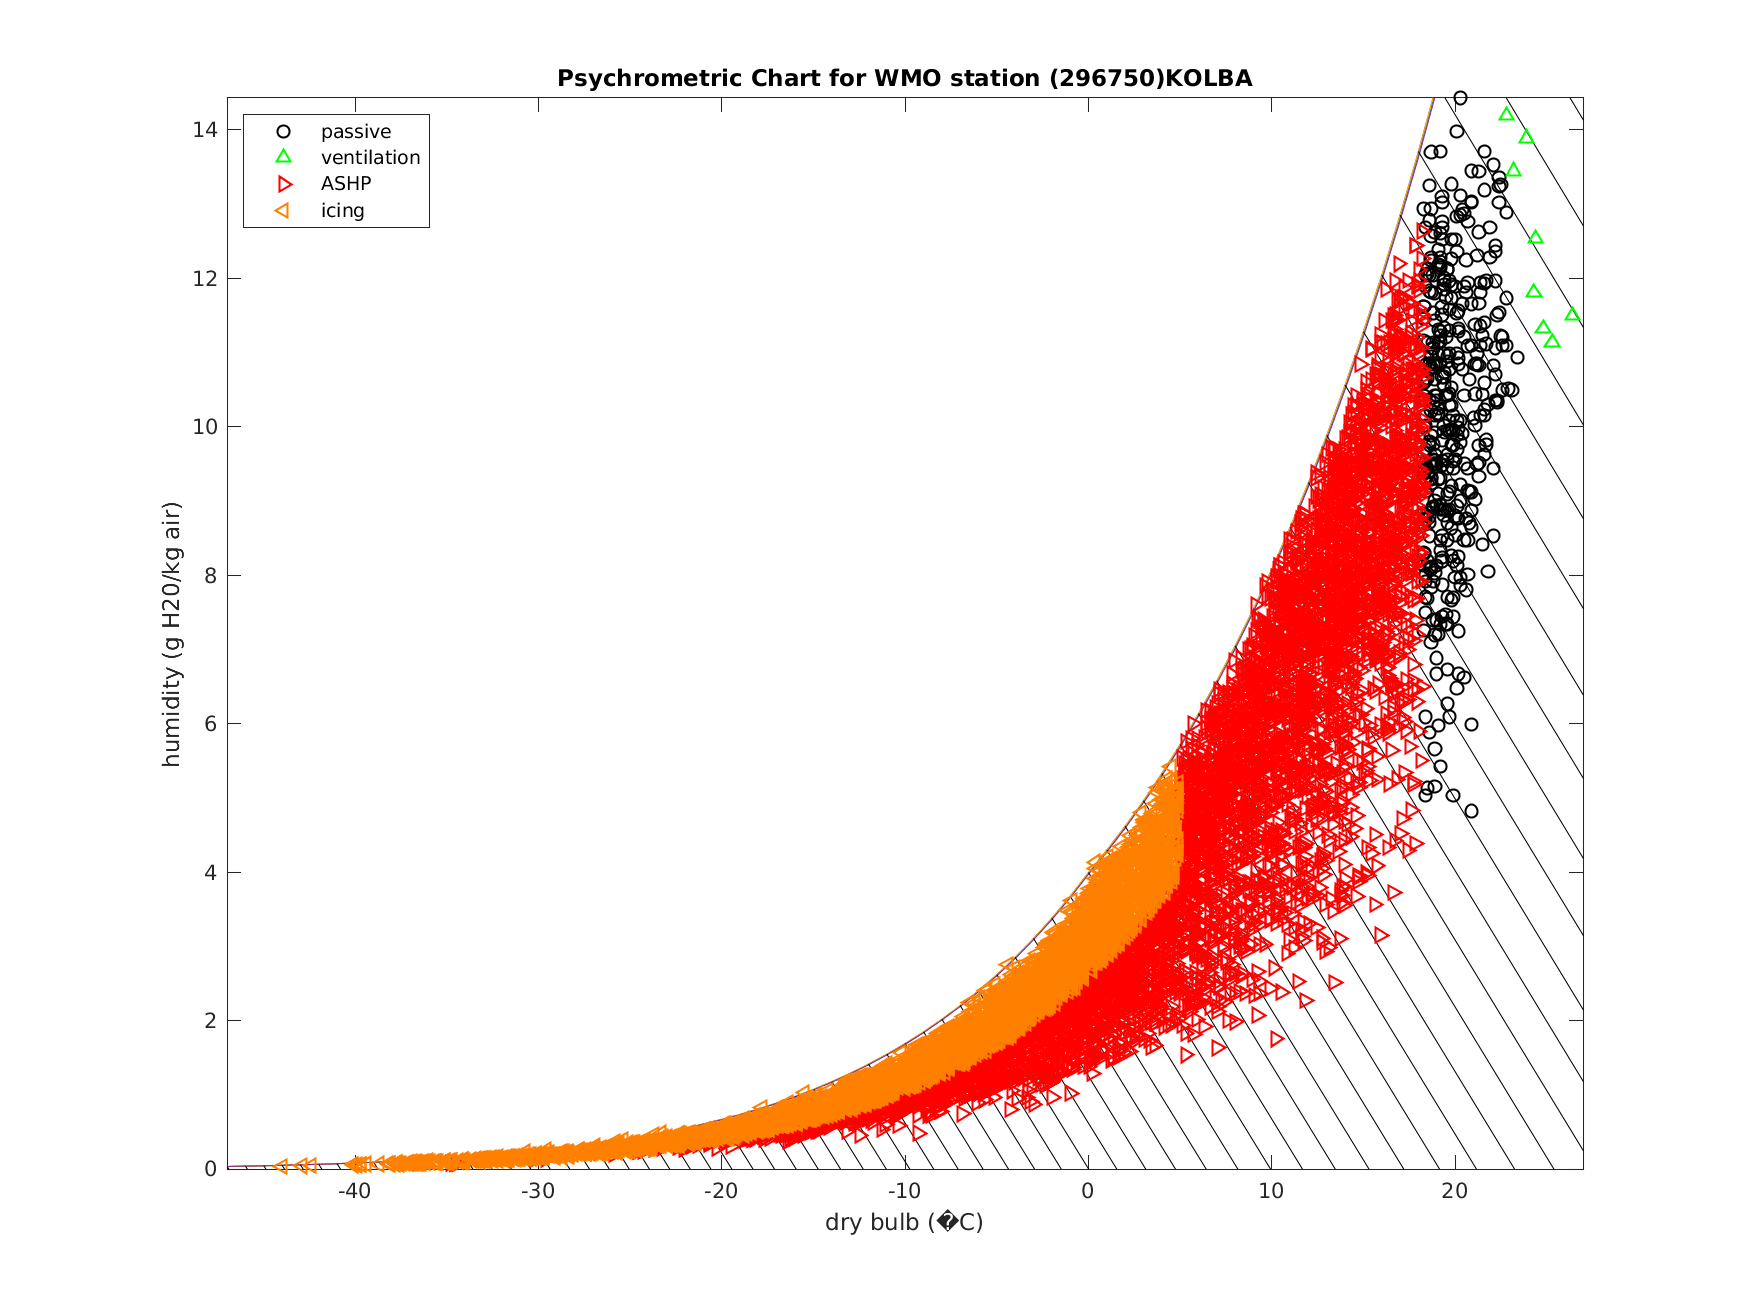 Psychrometric Chart for WMO station (296750)KOLBA
passive
ventilation
ASHP
icing
14
12
10
8
6
4
2
0
humidity (g H20/kg air)
-40 -30 -20 -10 0 10 20
dry bulb (�C)